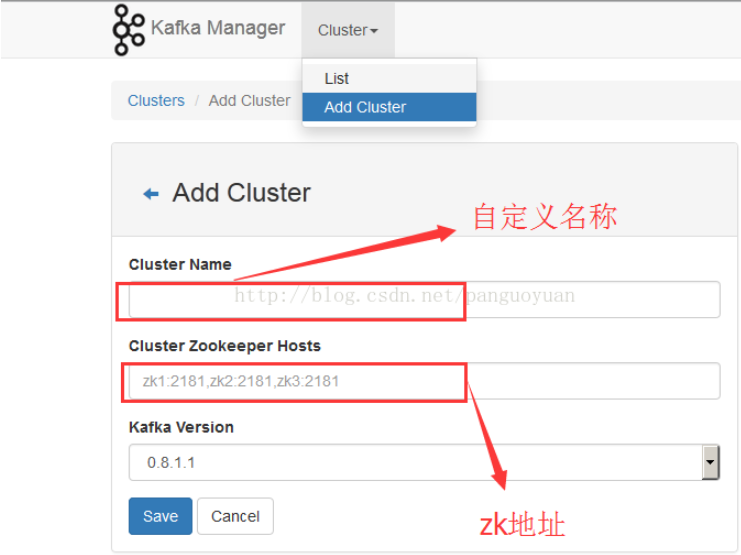 Kafka Manager
Cluster
List
Add Cluster
Clusters / Add Cluster
Add Cluster
自定义名称
Cluster Name
http://blog.csdn.net/panguoyuan
Cluster Zookeeper Hosts
zk1:2181,zk2:2181,zk3:2181
Kafka Version
0.8.1.1
Save Cancel
zk地址